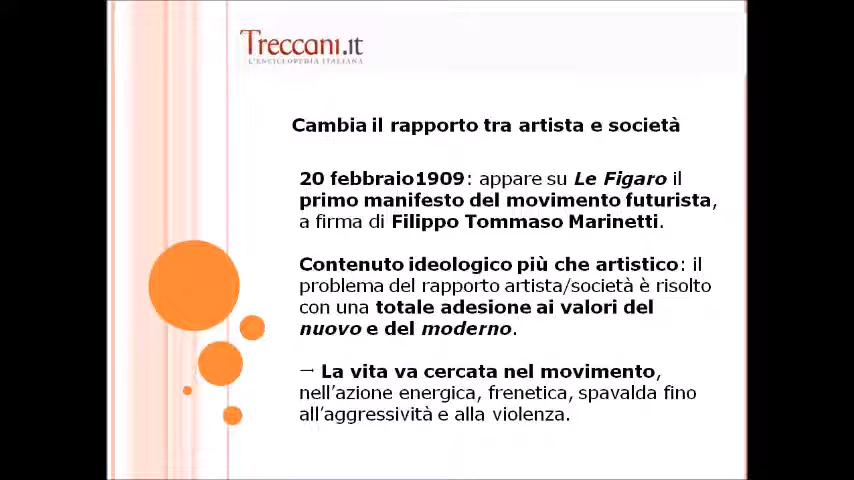 Treccani.it
L'ENCICLOPEDIA ITALIANA
Cambia il rapporto tra artista e società
20 febbraio1909: appare su Le Figaro il
primo manifesto del movimento futurista,
a firma di Filippo Tommaso Marinetti.
Contenuto ideologico più che artistico: il
problema del rapporto artista/società è risolto
con una totale adesione ai valori del
nuovo e del moderno.
→ La vita va cercata nel movimento,
nell'azione energica, frenetica, spavalda fino
all'aggressività e alla violenza.